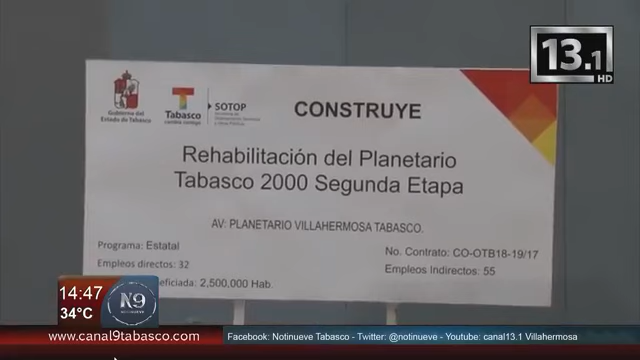 13.1
HD
Gobierno del
Estado de Tabasco
Tabasco
cambia contigo
SOTOP
CONSTRUYE
Rehabilitación del Planetario
Tabasco 2000 Segunda Etapa
AV: PLANETARIO VILLAHERMOSA TABASCO.
Programa: Estatal
No. Contrato: CO-OTB18-19/17
Empleos directos: 32
Empleos Indirectos: 55
2,500,000 Hab.
14:47
34°C
N9
www.canal9tabasco.com
Facebook: Notinueve Tabasco - Twitter: @notinueve - Youtube: canal13.1 Villahermosa